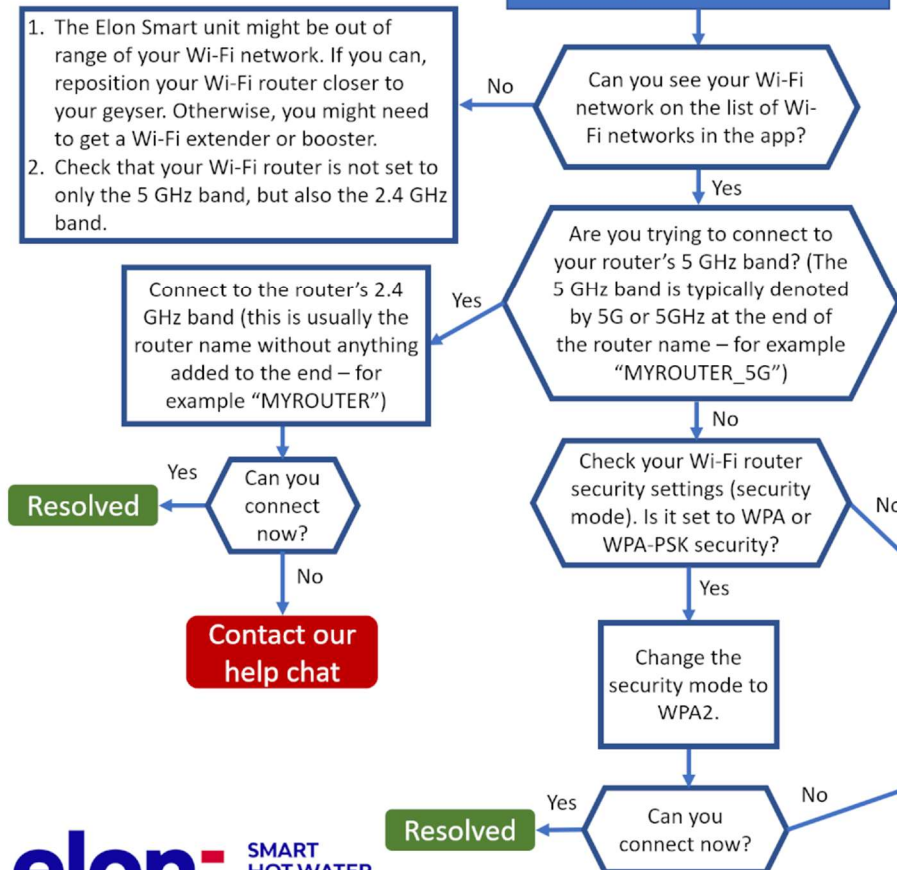 1. The Elon Smart unit might be out of
range of your Wi-Fi network. If you can,
reposition your Wi-Fi router closer to
your geyser. Otherwise, you might need
to get a Wi-Fi extender or booster.
2. Check that your Wi-Fi router is not set to
only the 5 GHz band, but also the 2.4 GHz
band.
No
Can you see your Wi-Fi
network on the list of Wi-
Fi networks in the app?
Yes
Are you trying to connect to
your router’s 5 GHz band? (The
5 GHz band is typically denoted
by 5G or 5GHz at the end of
the router name – for example
“MYROUTER_5G”)
Yes
Connect to the router’s 2.4
GHz band (this is usually the
router name without anything
added to the end – for
example “MYROUTER”)
Can you
connect
now?
Yes
Resolved
No
Contact our
help chat
No
Check your Wi-Fi router
security settings (security
mode). Is it set to WPA or
WPA-PSK security?
No
Yes
Change the
security mode to
WPA2.
Can you
connect now?
Yes
Resolved
No
elon
SMART
HOT WATER